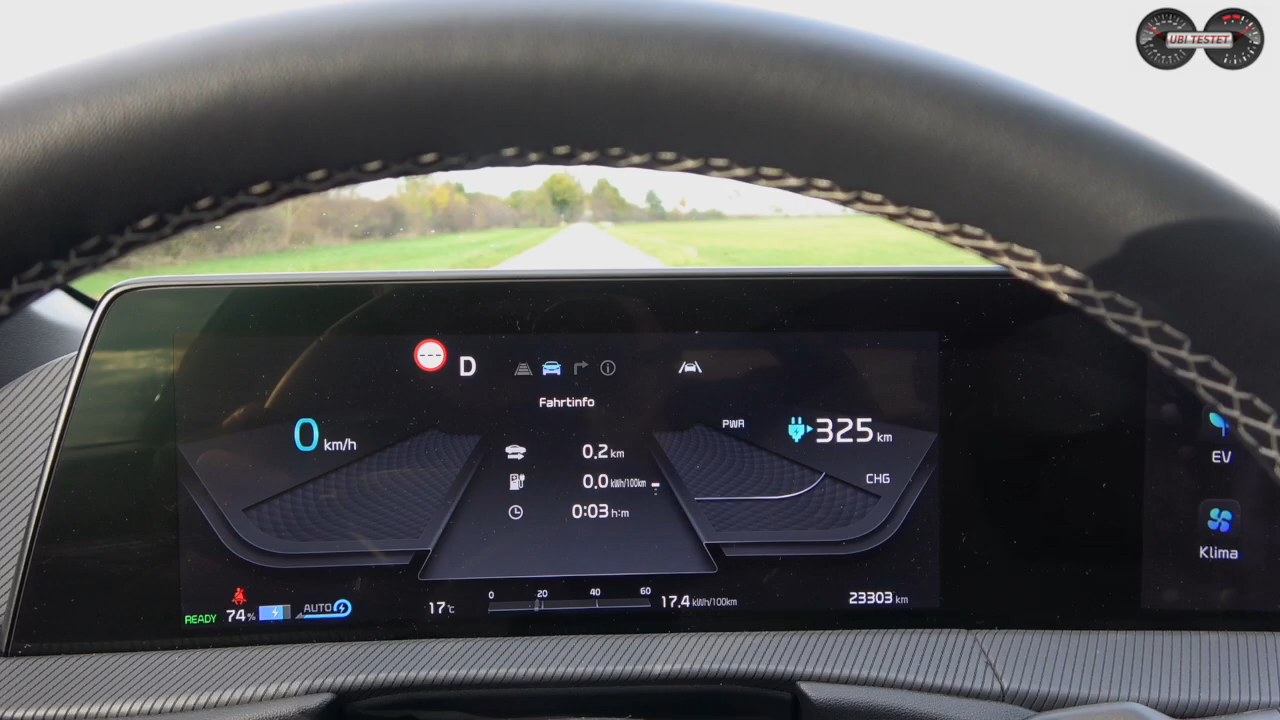 UBI TESTET
--- D
Fahrtinfo
0 km/h
PWR
325 km
CHG
0.2 km
0.0 kWh/100km --.-
0:03 h:m
EV
Klima
READY 74% AUTO
17°C
0 20 40 60
17.4 kWh/100km
23303 km